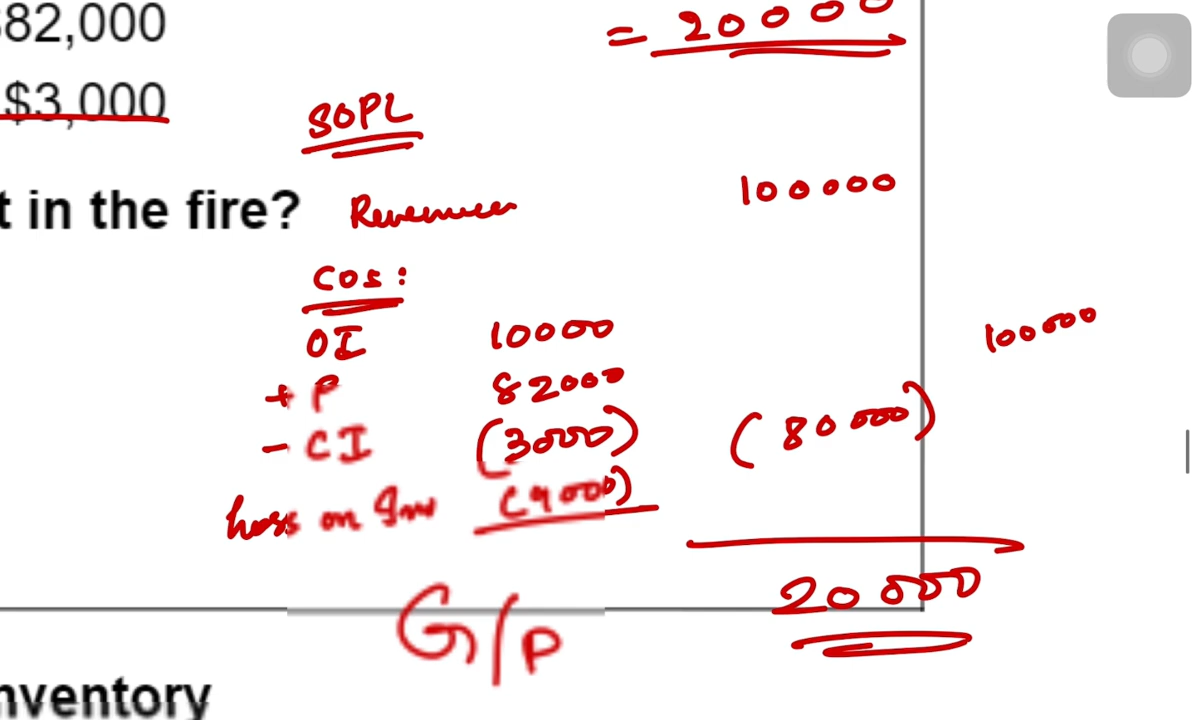 82,000
= 20000
$3,000
SOPL
t in the fire?
Revenue
100000
COS:
OI 10000
100000
+ P 82000
- CI (3000) (80000)
Loss on Inv (9000)
20000
G/P
nventory